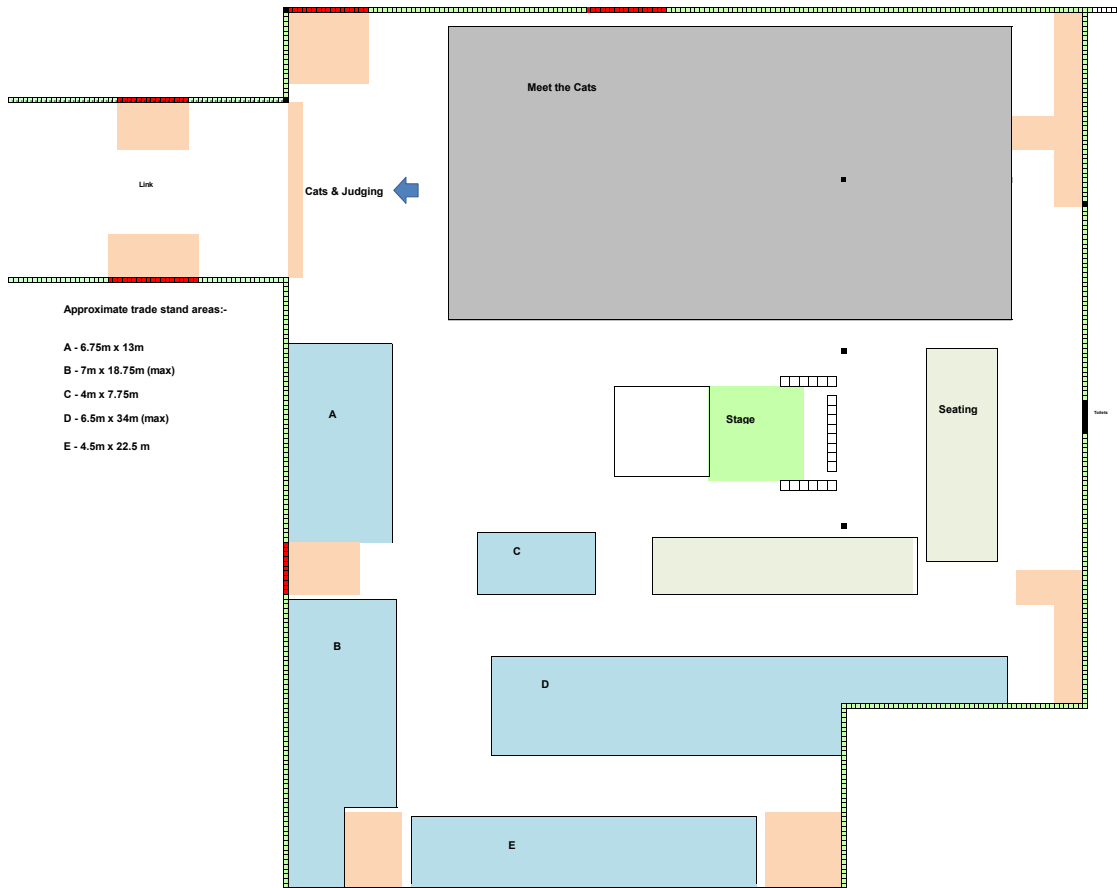 Meet the Cats
Link
Cats & Judging
Approximate trade stand areas:-
A - 6.75m x 13m
B - 7m x 18.75m (max)
C - 4m x 7.75m
D - 6.5m x 34m (max)
E - 4.5m x 22.5 m
A
Stage
Seating
Toilets
C
B
D
E